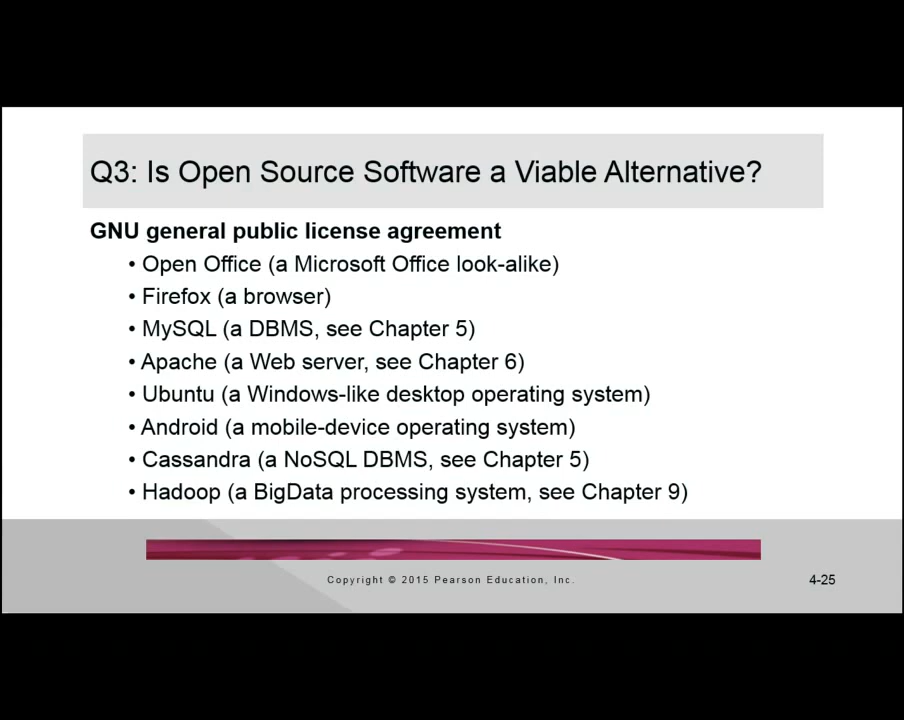 Q3: Is Open Source Software a Viable Alternative?
GNU general public license agreement
• Open Office (a Microsoft Office look-alike)
• Firefox (a browser)
• MySQL (a DBMS, see Chapter 5)
• Apache (a Web server, see Chapter 6)
• Ubuntu (a Windows-like desktop operating system)
• Android (a mobile-device operating system)
• Cassandra (a NoSQL DBMS, see Chapter 5)
• Hadoop (a BigData processing system, see Chapter 9)
Copyright © 2015 Pearson Education, Inc.
4-25